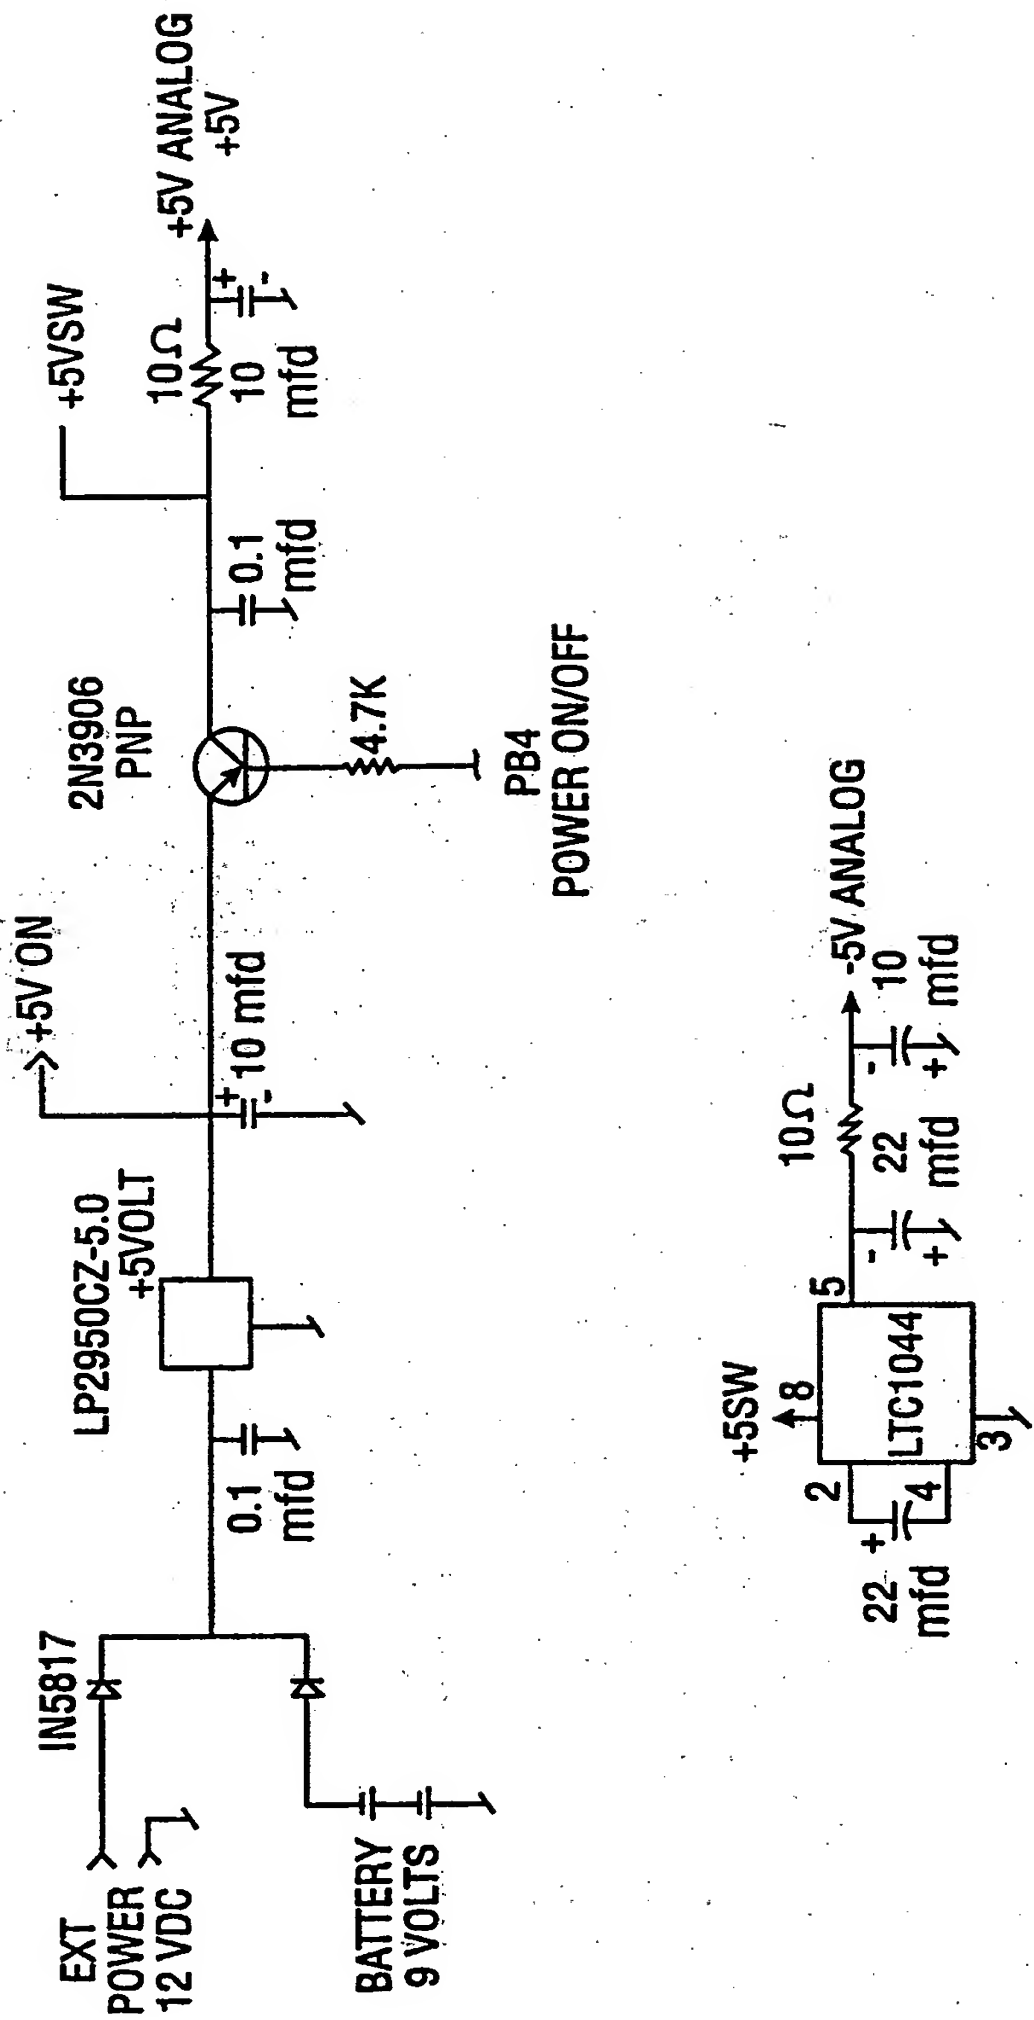 EXT
POWER
12 VDC
IN5817
BATTERY
9 VOLTS
0.1
mfd
LP2950CZ-5.0
+5VOLT
+5V ON
+
-
10 mfd
2N3906
PNP
4.7K
PB4
POWER ON/OFF
0.1
mfd
+5VSW
10Ω
10
mfd
+
-
+5V ANALOG
+5V
22
mfd
+
2
4
+5SW
8
LTC1044
3
5
-
+
22
mfd
10Ω
-
+
10
mfd
-5V ANALOG